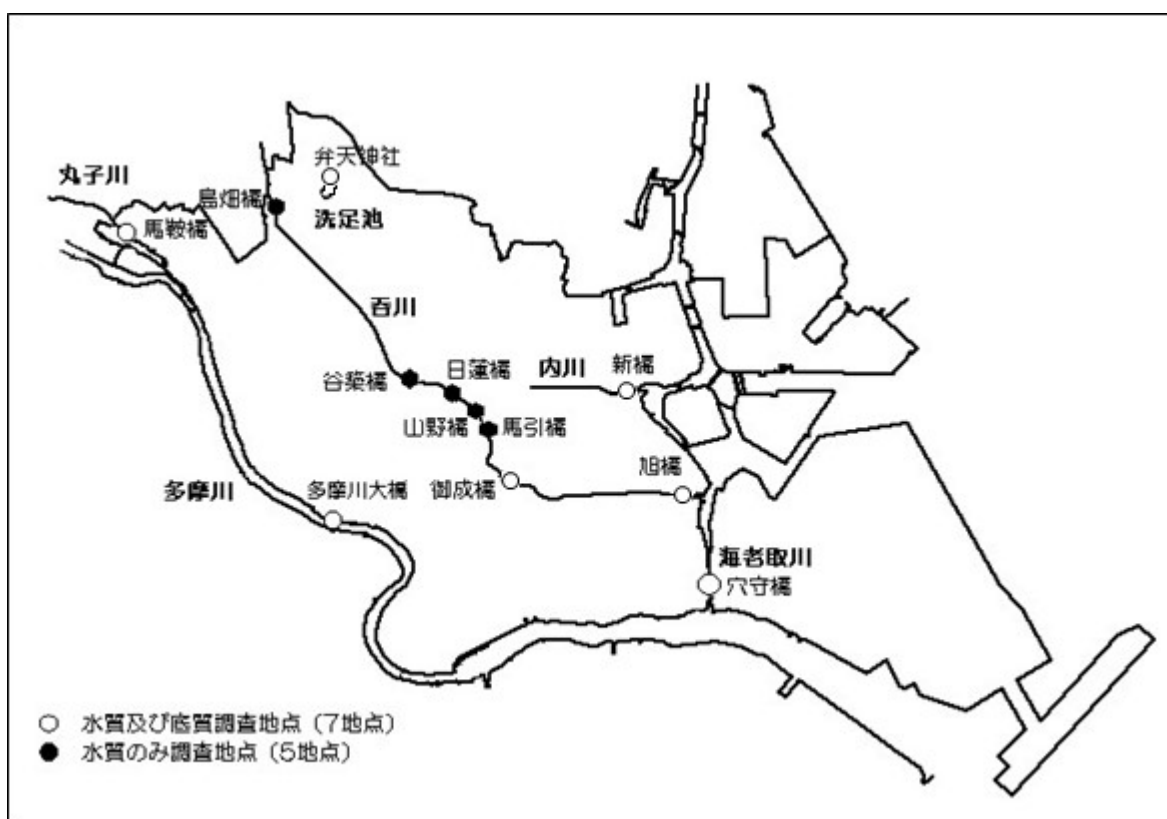 弁天神社
丸子川
島畑橋
洗足池
馬鞍橋
呑川
谷築橋
日蓮橋
内川
新橋
山野橋
馬引橋
多摩川
多摩川大橋
御成橋
旭橋
海老取川
穴守橋
○ 水質及び底質調査地点（7地点）
● 水質のみ調査地点（5地点）